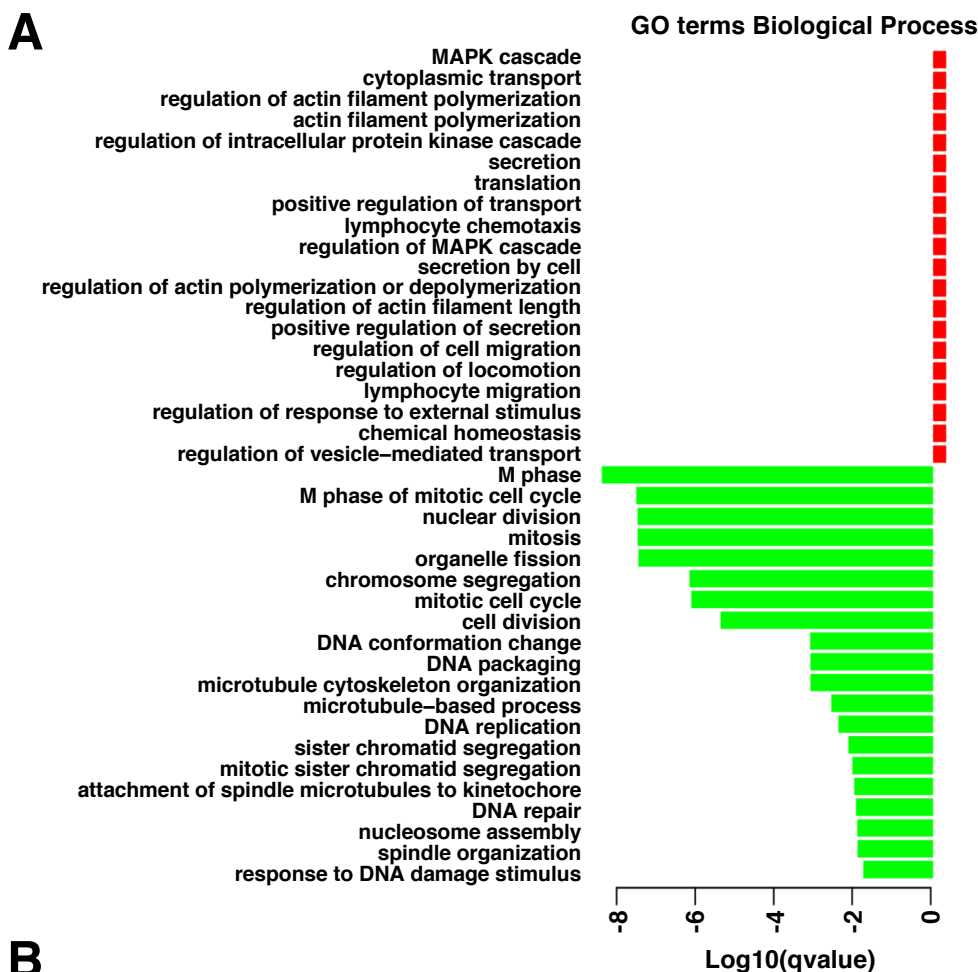 A
GO terms Biological Process
MAPK cascade
cytoplasmic transport
regulation of actin filament polymerization
actin filament polymerization
regulation of intracellular protein kinase cascade
secretion
translation
positive regulation of transport
lymphocyte chemotaxis
regulation of MAPK cascade
secretion by cell
regulation of actin polymerization or depolymerization
regulation of actin filament length
positive regulation of secretion
regulation of cell migration
regulation of locomotion
lymphocyte migration
regulation of response to external stimulus
chemical homeostasis
regulation of vesicle−mediated transport
M phase
M phase of mitotic cell cycle
nuclear division
mitosis
organelle fission
chromosome segregation
mitotic cell cycle
cell division
DNA conformation change
DNA packaging
microtubule cytoskeleton organization
microtubule−based process
DNA replication
sister chromatid segregation
mitotic sister chromatid segregation
attachment of spindle microtubules to kinetochore
DNA repair
nucleosome assembly
spindle organization
response to DNA damage stimulus
-8 -6 -4 -2 0
Log10(qvalue)
B